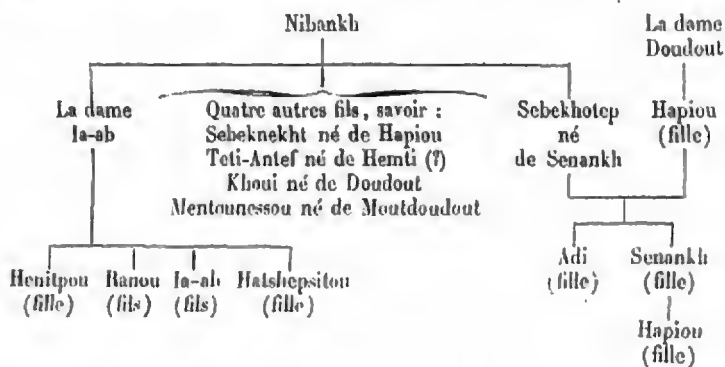 Nibankh
La dame
Doudout
La dame
Ia-ab
Quatre autres fils, savoir :
Sebeknekht né de Hapiou
Teti-Antef né de Hemti (?)
Khoui né de Doudout
Mentounessou né de Moutdoudout
Sebekhotep
né
de Senankh
Hapiou
(fille)
Henitpou
(fille)
Ranou
(fils)
Ia-ab
(fils)
Hatshepsitou
(fille)
Adi
(fille)
Senankh
(fille)
Hapiou
(fille)